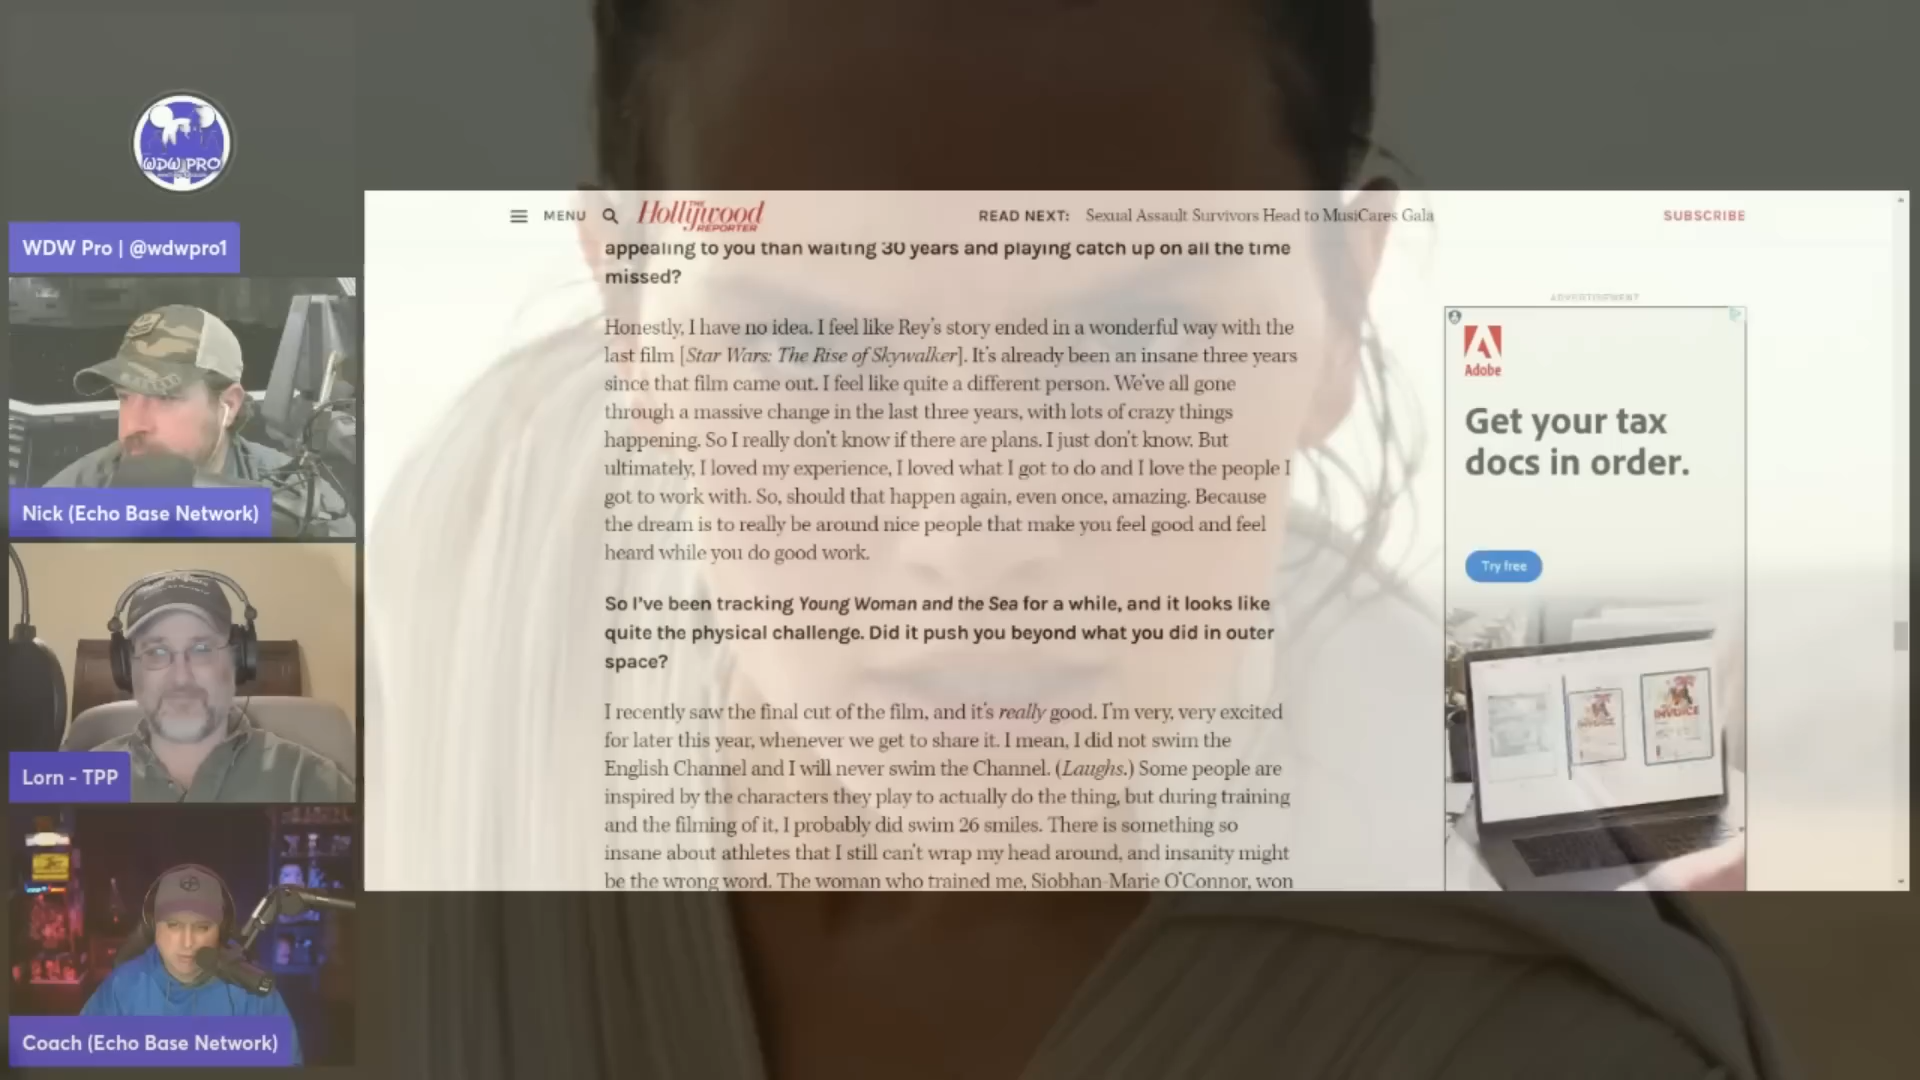 WDW PRO
WDW Pro | @wdwpro1
Nick (Echo Base Network)
Lorn - TPP
Coach (Echo Base Network)
MENU
THE
Hollywood
REPORTER
READ NEXT: Sexual Assault Survivors Head to MusiCares Gala
SUBSCRIBE
appealing to you than waiting 30 years and playing catch up on all the time
missed?
Honestly, I have no idea. I feel like Rey's story ended in a wonderful way with the
last film [Star Wars: The Rise of Skywalker]. It's already been an insane three years
since that film came out. I feel like quite a different person. We've all gone
through a massive change in the last three years, with lots of crazy things
happening. So I really don't know if there are plans. I just don't know. But
ultimately, I loved my experience, I loved what I got to do and I love the people I
got to work with. So, should that happen again, even once, amazing. Because
the dream is to really be around nice people that make you feel good and feel
heard while you do good work.
So I've been tracking Young Woman and the Sea for a while, and it looks like
quite the physical challenge. Did it push you beyond what you did in outer
space?
I recently saw the final cut of the film, and it's really good. I'm very, very excited
for later this year, whenever we get to share it. I mean, I did not swim the
English Channel and I will never swim the Channel. (Laughs.) Some people are
inspired by the characters they play to actually do the thing, but during training
and the filming of it, I probably did swim 26 smiles. There is something so
insane about athletes that I still can't wrap my head around, and insanity might
be the wrong word. The woman who trained me, Siobhan-Marie O'Connor, won
ADVERTISEMENT
Adobe
Get your tax
docs in order.
Try free
INVOICE
INVOICE